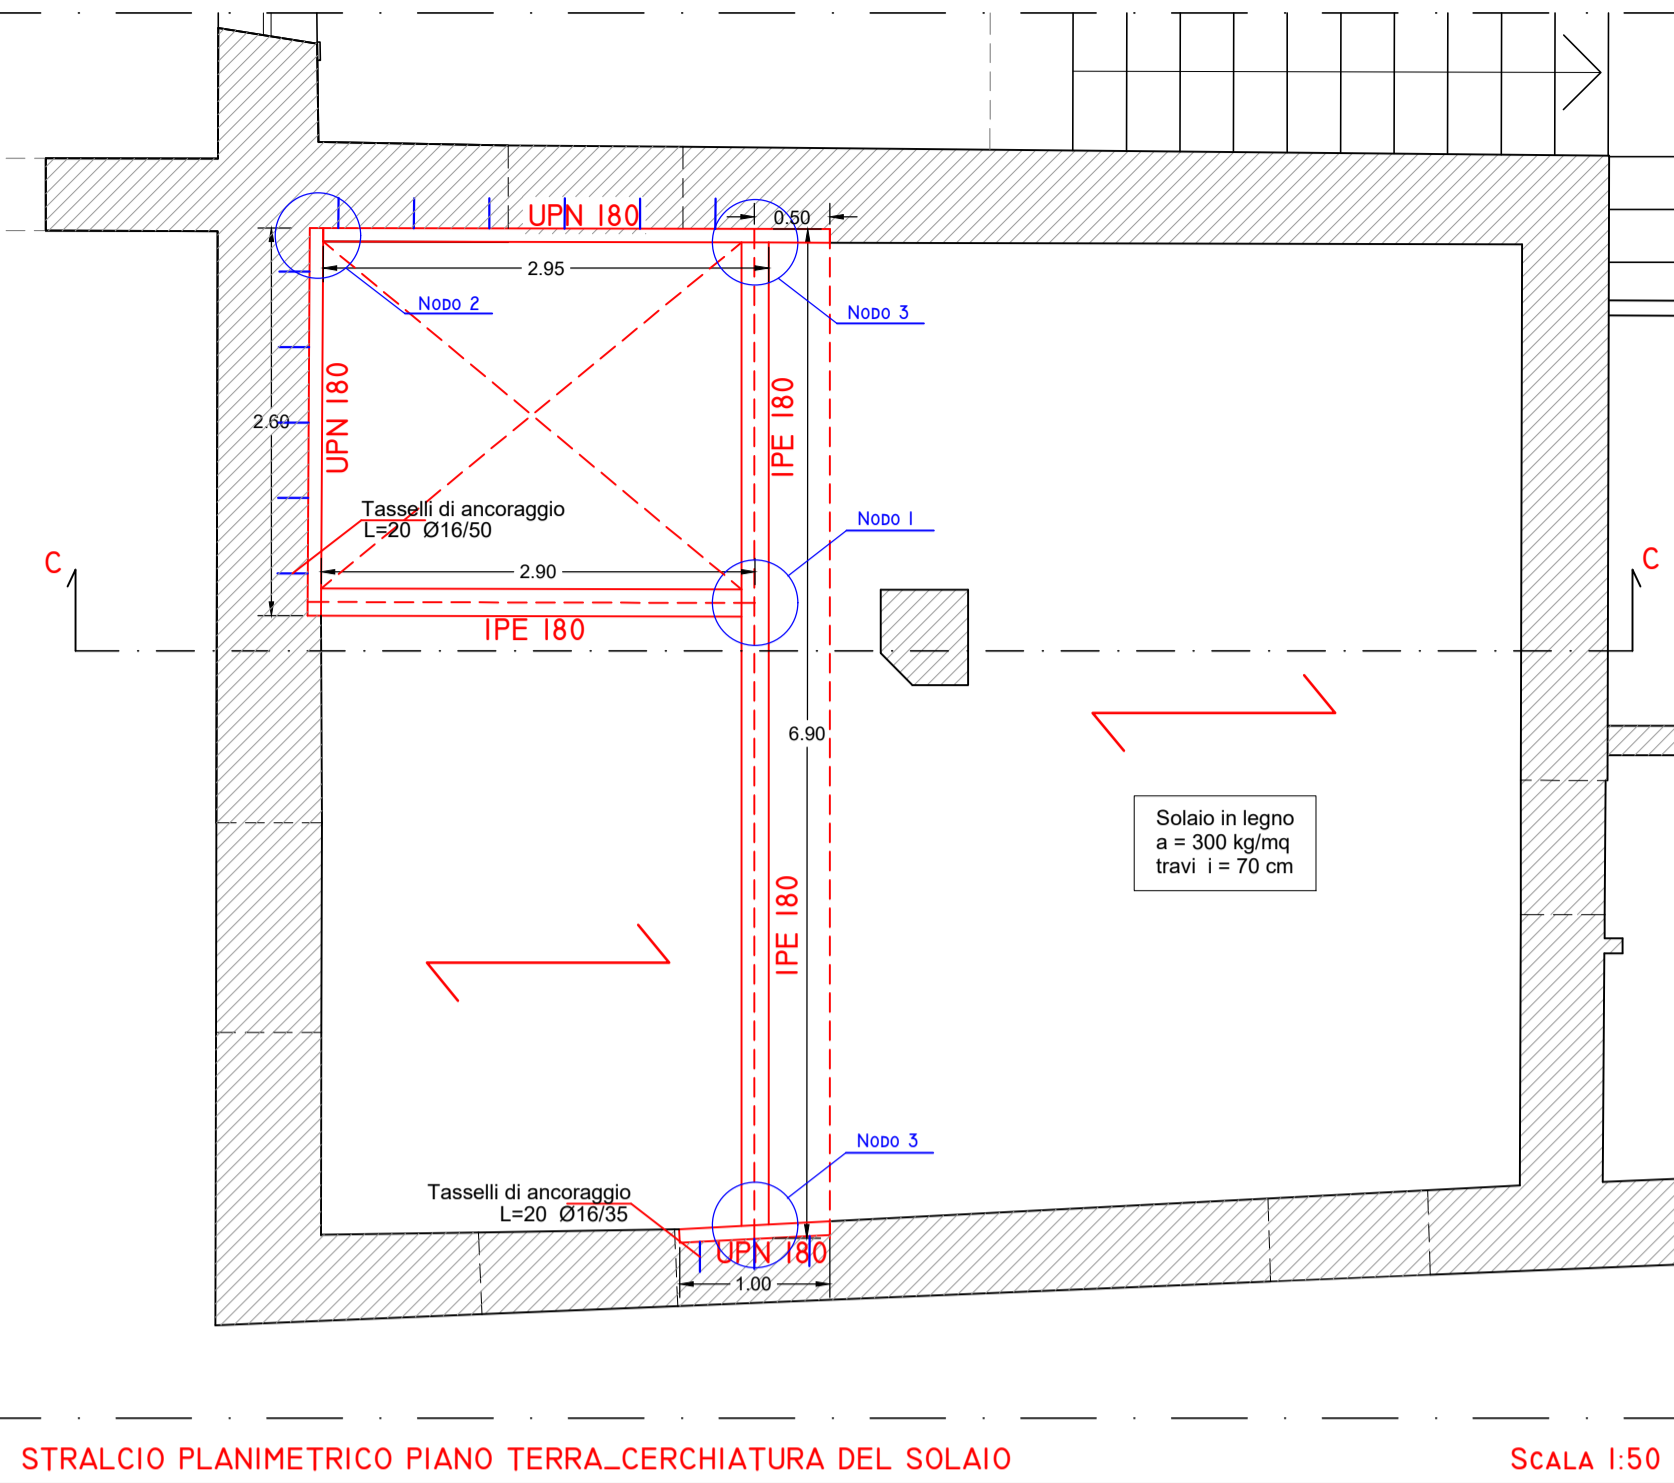 UPN 180
0.50
2.95
NODO 2
NODO 3
UPN 180
IPE 180
2.60
Tasselli di ancoraggio
L=20 Ø16/50
NODO 1
C
C
2.90
IPE 180
6.90
Solaio in legno
a = 300 kg/mq
travi i = 70 cm
IPE 180
NODO 3
Tasselli di ancoraggio
L=20 Ø16/35
UPN 180
1.00
STRALCIO PLANIMETRICO PIANO TERRA_CERCHIATURA DEL SOLAIO
SCALA 1:50